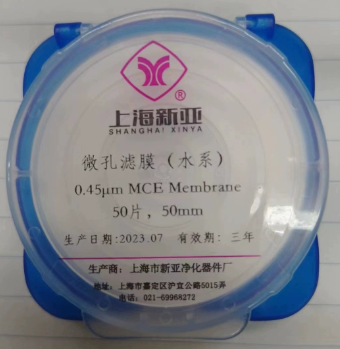 ®
上海新亚
SHANGHAI XINYA
微孔滤膜（水系）
0.45μm MCE Membrane
50片，50mm
生产日期:2023.07 有效期: 三年
生产商：上海市新亚净化器件厂
地址：上海市嘉定区沪宜公路5015弄
电话：021-69968272